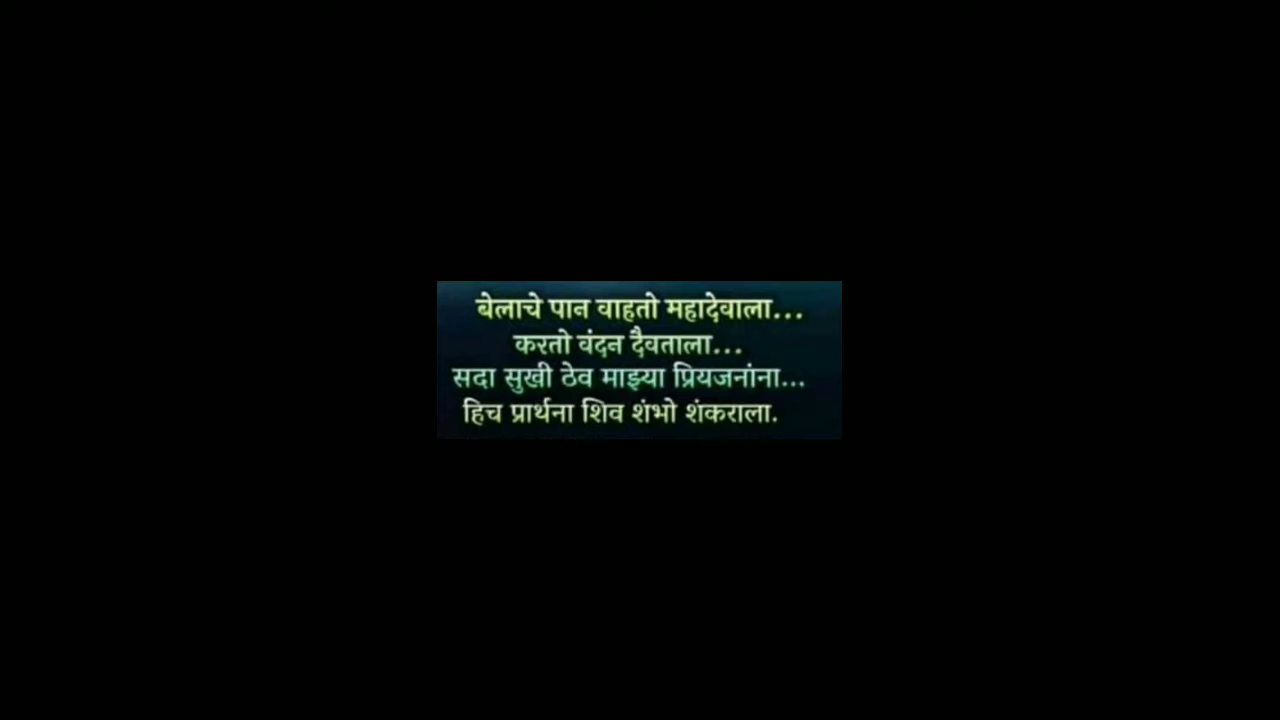 बेलाचे पान वाहतो महादेवाला...
करतो वंदन दैवताला...
सदा सुखी ठेव माझ्या प्रियजनांना...
हिच प्रार्थना शिव शंभो शंकराला.